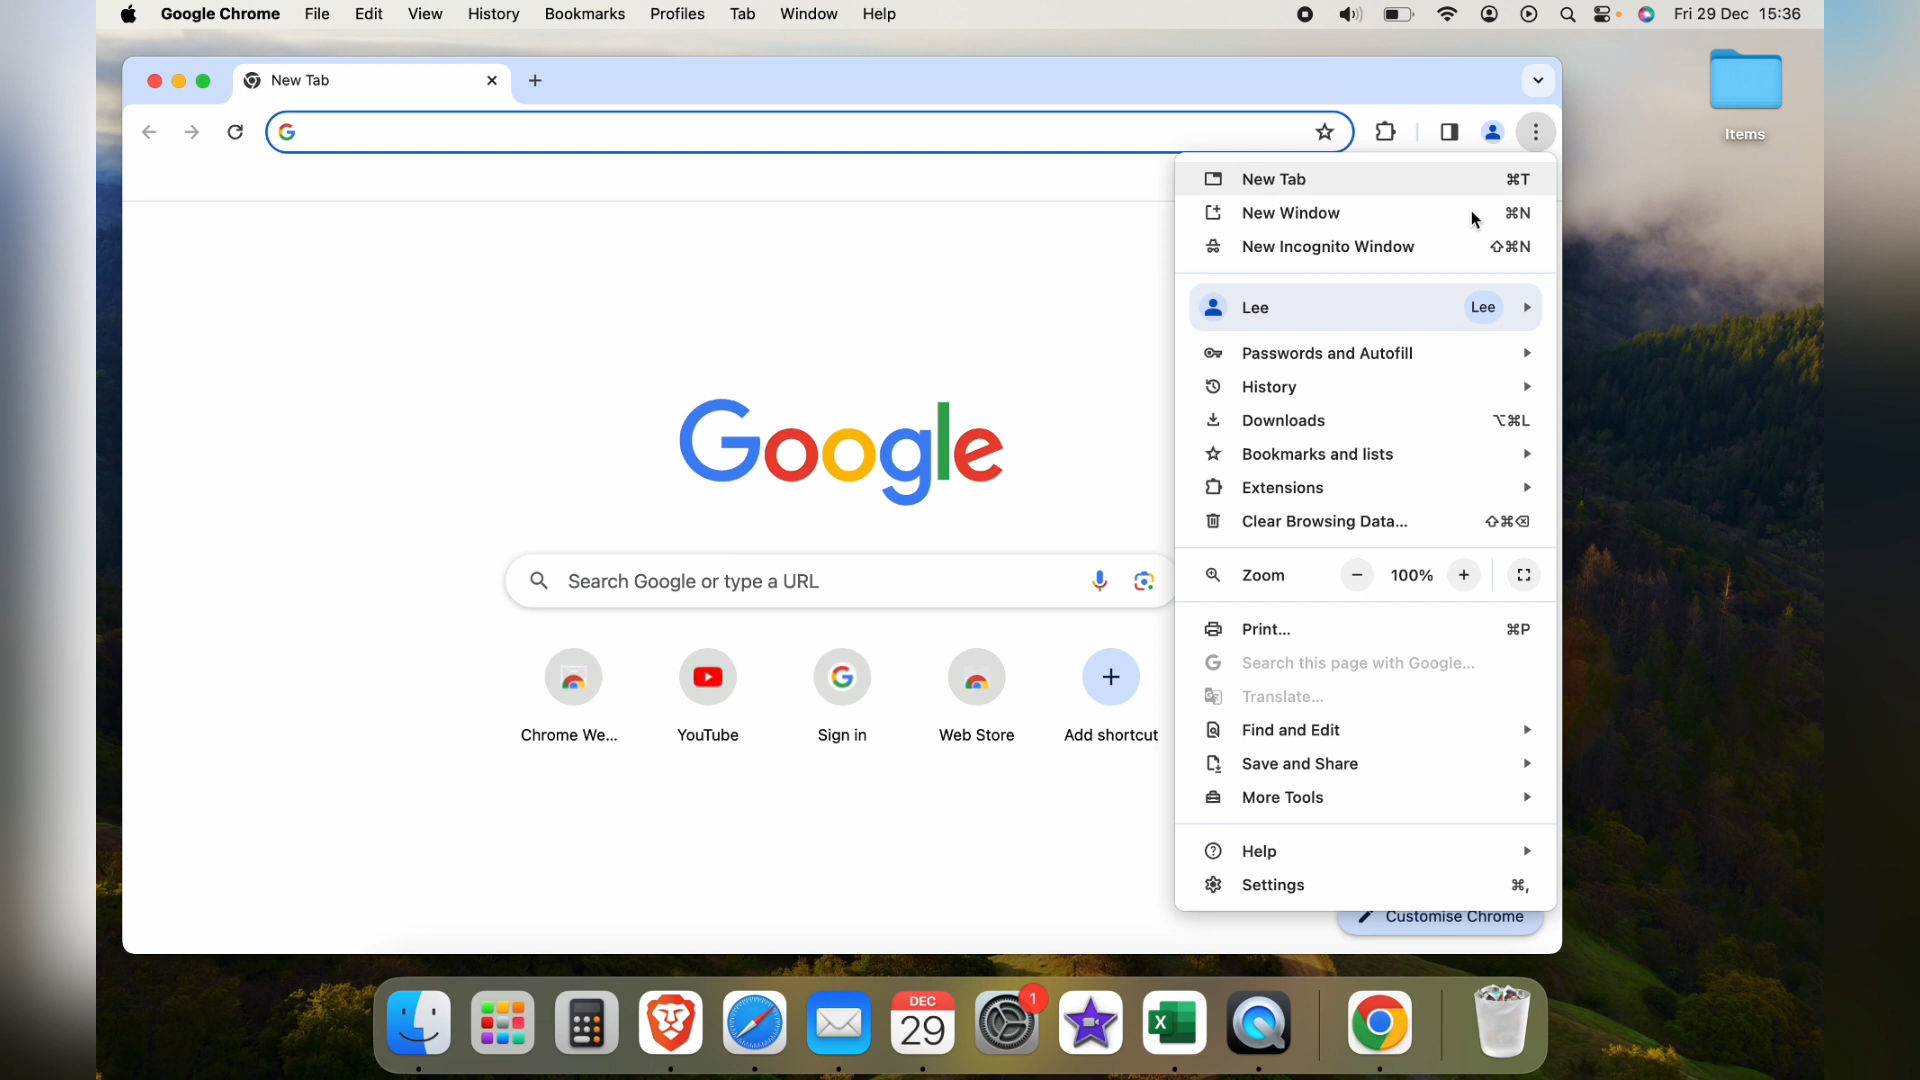 Google Chrome File Edit View History Bookmarks Profiles Tab Window Help Fri 29 Dec 15:36
New Tab
Items
New Tab ⌘T
New Window ⌘N
New Incognito Window ⇧⌘N
Lee Lee
Passwords and Autofill
History
Downloads ⌥⌘L
Bookmarks and lists
Extensions
Clear Browsing Data... ⇧⌘⌫
Zoom − 100% +
Print... ⌘P
Search this page with Google...
Translate...
Find and Edit
Save and Share
More Tools
Help
Settings ⌘,
Google
Search Google or type a URL
Chrome We... YouTube Sign in Web Store Add shortcut
Customise Chrome
DEC
29
1
X